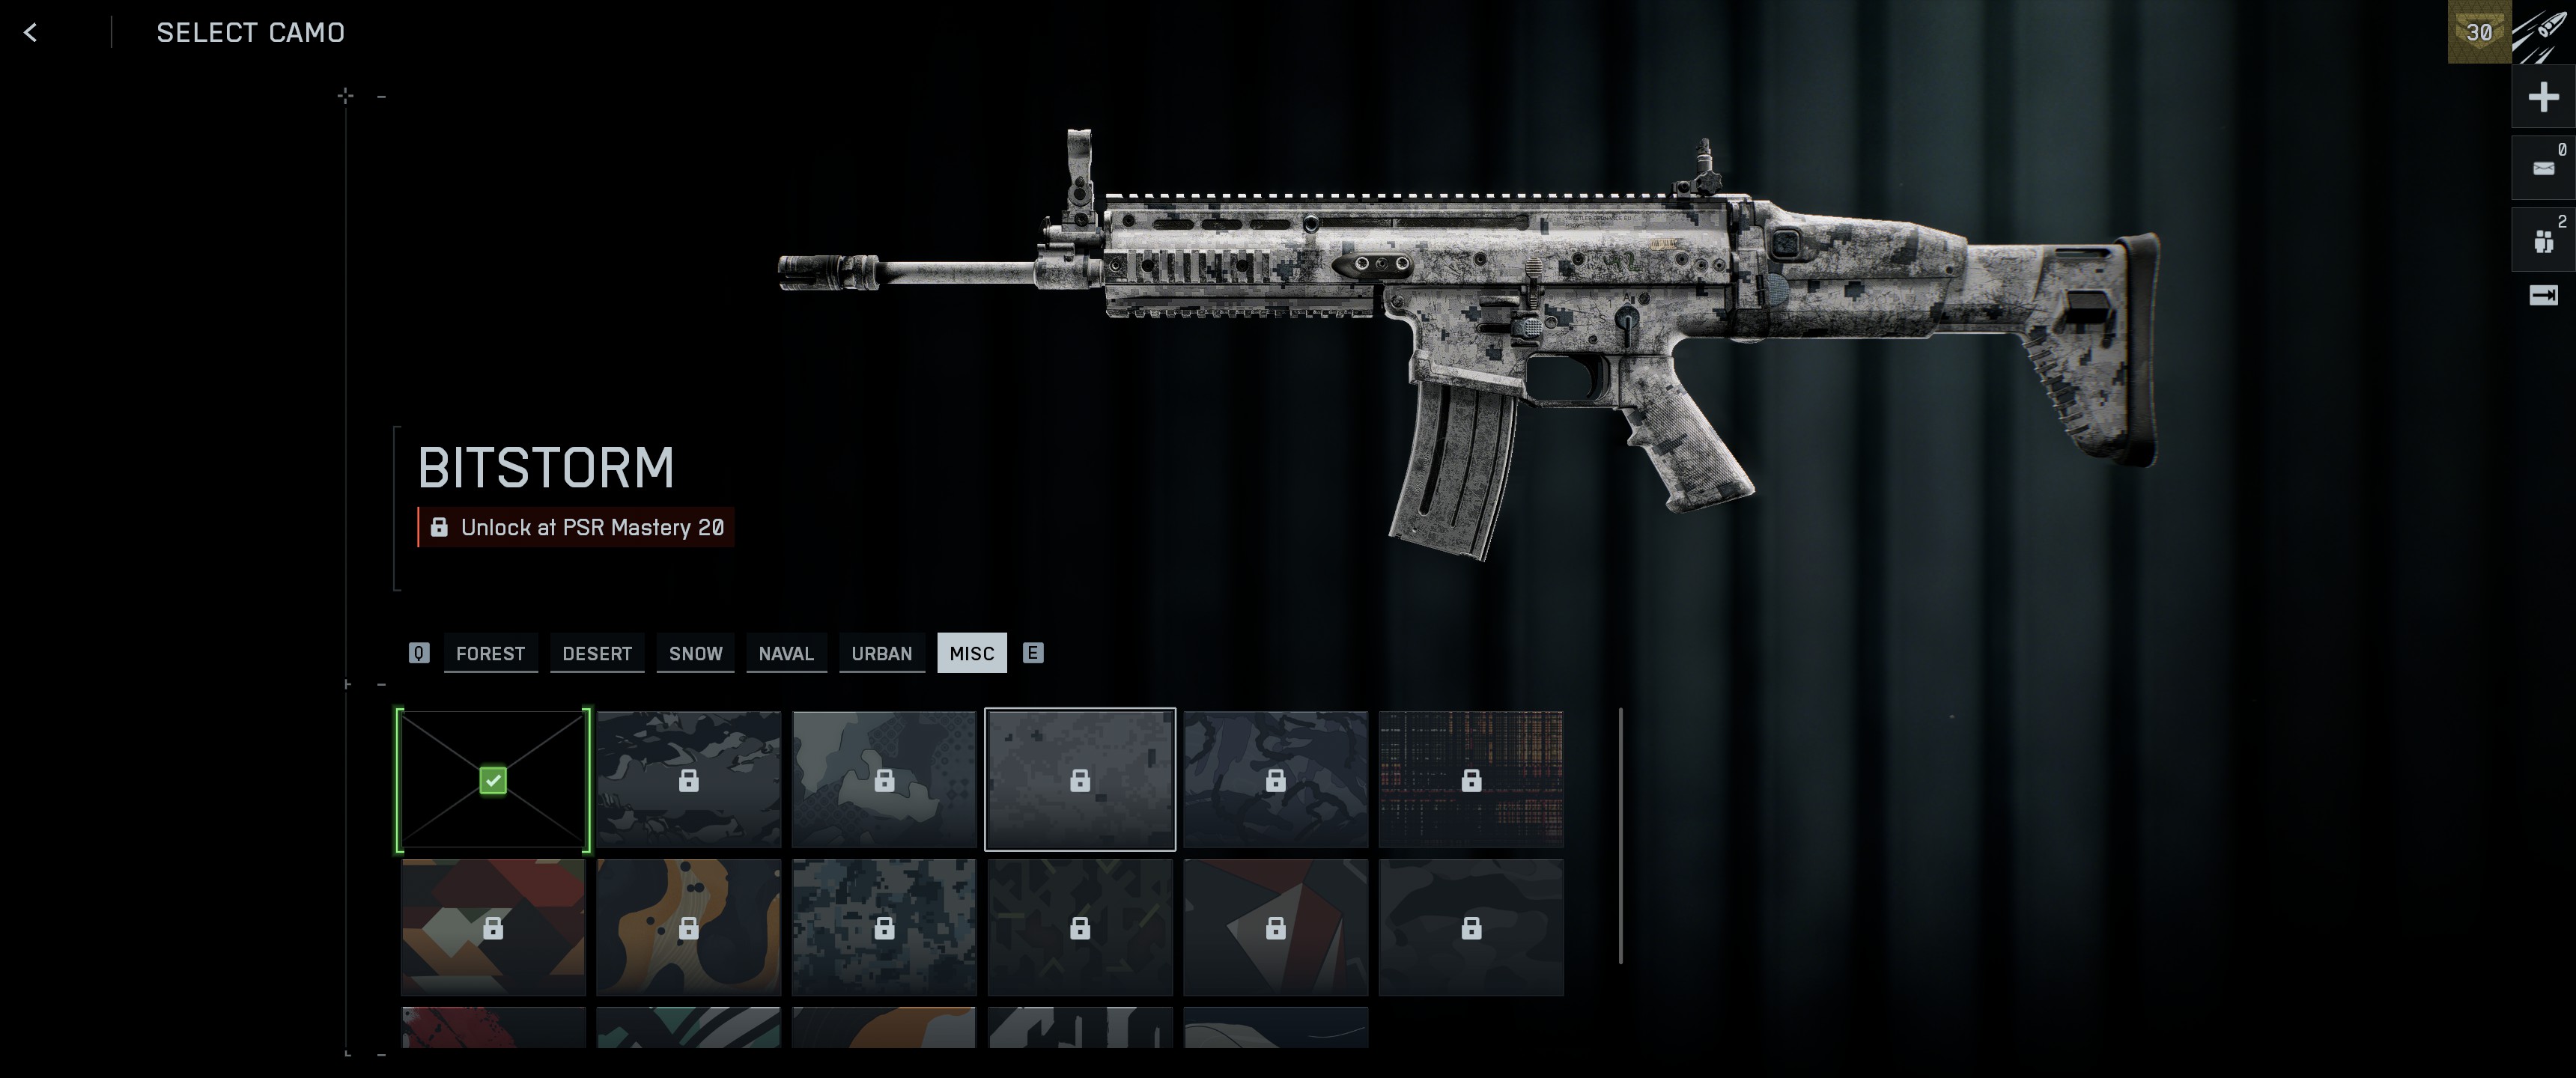 SELECT CAMO
30
0
2
BITSTORM
Unlock at PSR Mastery 20
Q FOREST DESERT SNOW NAVAL URBAN MISC E